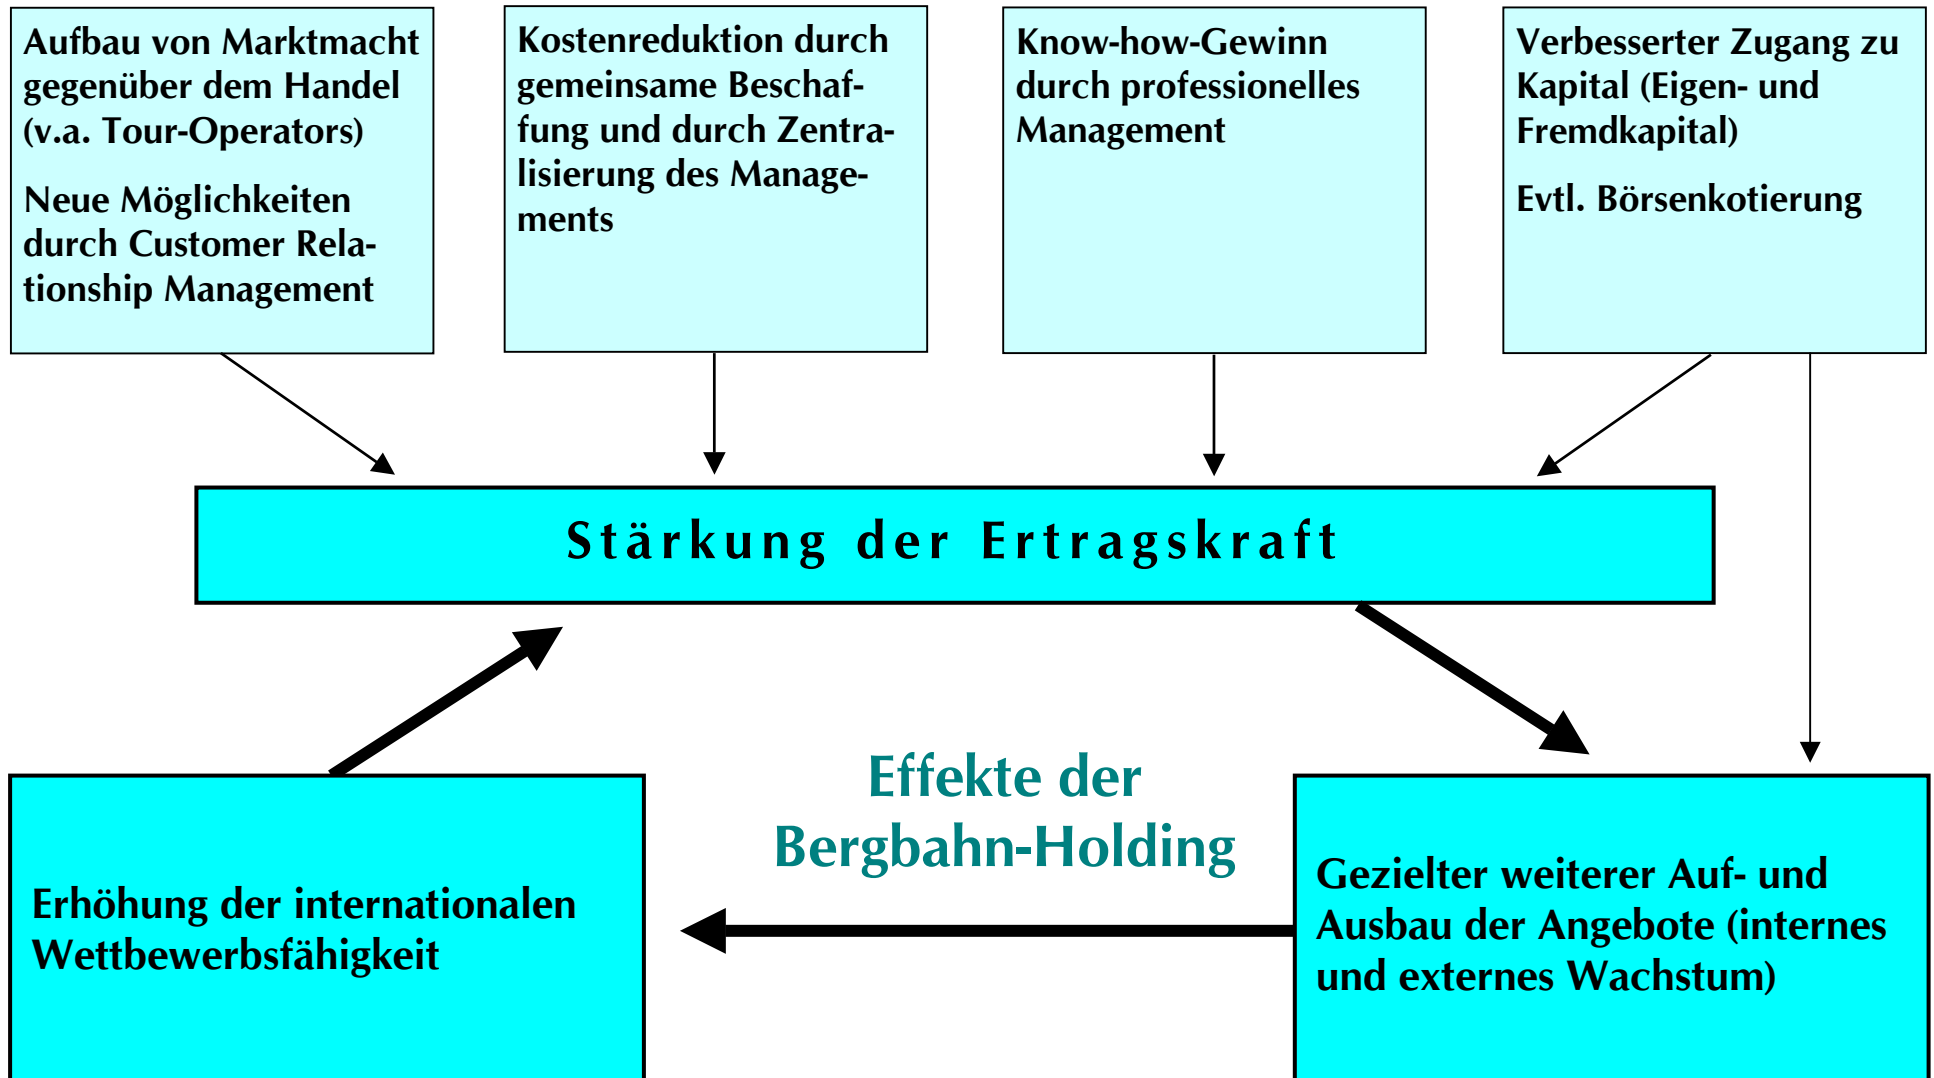 Aufbau von Marktmacht
gegenüber dem Handel
(v.a. Tour-Operators)
Neue Möglichkeiten
durch Customer Rela-
tionship Management
Kostenreduktion durch
gemeinsame Beschaf-
fung und durch Zentra-
lisierung des Manage-
ments
Know-how-Gewinn
durch professionelles
Management
Verbesserter Zugang zu
Kapital (Eigen- und
Fremdkapital)
Evtl. Börsenkotierung
Stärkung der Ertragskraft
Effekte der
Bergbahn-Holding
Erhöhung der internationalen
Wettbewerbsfähigkeit
Gezielter weiterer Auf- und
Ausbau der Angebote (internes
und externes Wachstum)